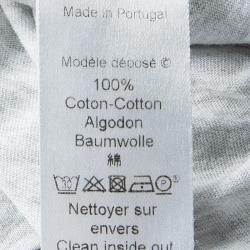 Made in Portugal
Modèle déposé ©
100%
Coton-Cotton
Algodon
Baumwolle
綿
Nettoyer sur
envers
Clean inside out